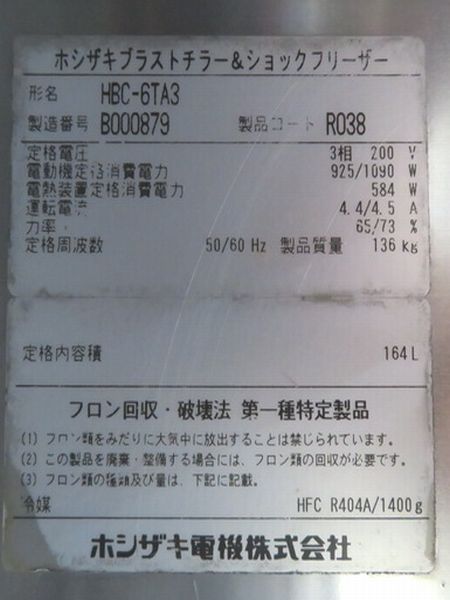 ホシザキブラストチラー&ショックフリーザー
形名 HBC-6TA3
製造番号 B000879 製品コート R038
定格電圧 3相 200 V
電動機定格消費電力 925/1090 W
電熱装置定格消費電力 584 W
運転電流 4.4/4.5 A
力率 65/73 %
定格周波数 50/60 Hz 製品質量 136 kg
定格内容積 164 L
フロン回収・破壊法 第一種特定製品
(1) フロン類をみだりに大気中に放出することは禁じられています。
(2) この製品を廃棄・整備する場合には、フロン類の回収が必要です。
(3) フロン類の種類及び量は、下記に記載。
冷媒 HFC R404A/1400g
ホシザキ電機株式会社